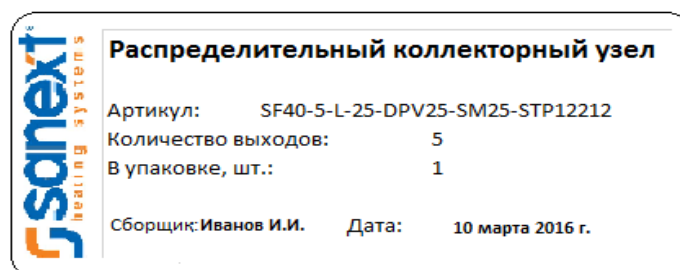 sanext
heating systems
Распределительный коллекторный узел
Артикул: SF40-5-L-25-DPV25-SM25-STP12212
Количество выходов: 5
В упаковке, шт.: 1
Сборщик: Иванов И.И. Дата: 10 марта 2016 г.